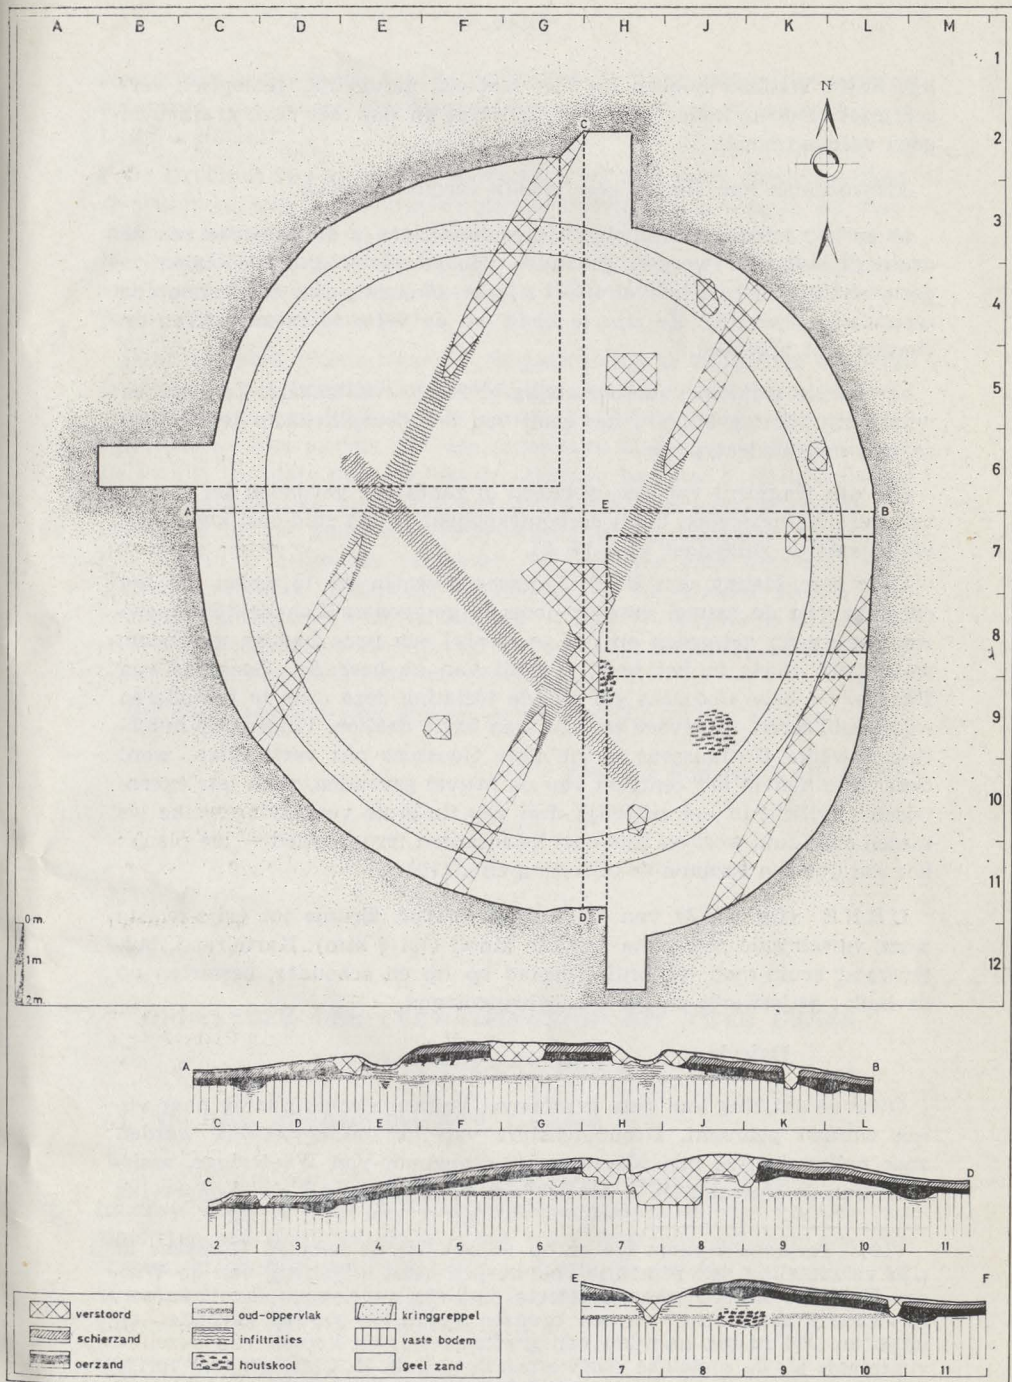 A B C D E F G H J K L M
1
N
C
2
3
4
5
6
A E B
7
8
9
10
11
D F
0m.
1m
12
2m.
A B
C D E F G H J K L
C D
2 3 4 5 6 7 8 9 10 11
E F
verstoord oud-oppervlak kringgreppel
schierzand infiltraties vaste bodem
oerzand houtskool geel zand
7 8 9 10 11